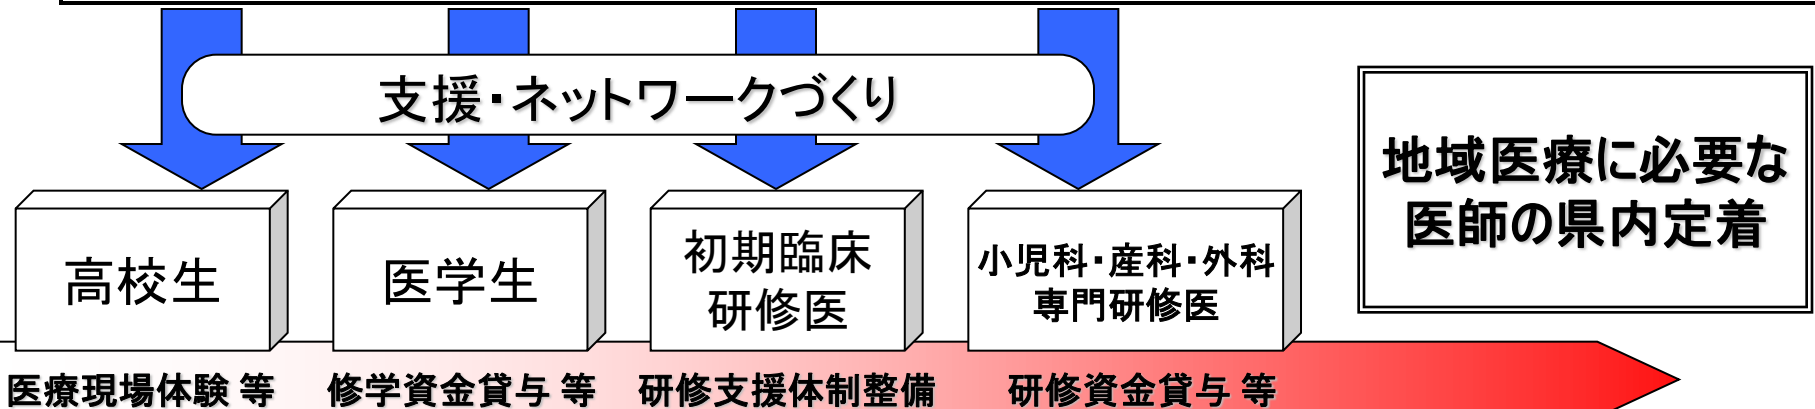 支援・ネットワークづくり
高校生
医学生
初期臨床
研修医
小児科・産科・外科
専門研修医
地域医療に必要な
医師の県内定着
医療現場体験 等
修学資金貸与 等
研修支援体制整備
研修資金貸与 等